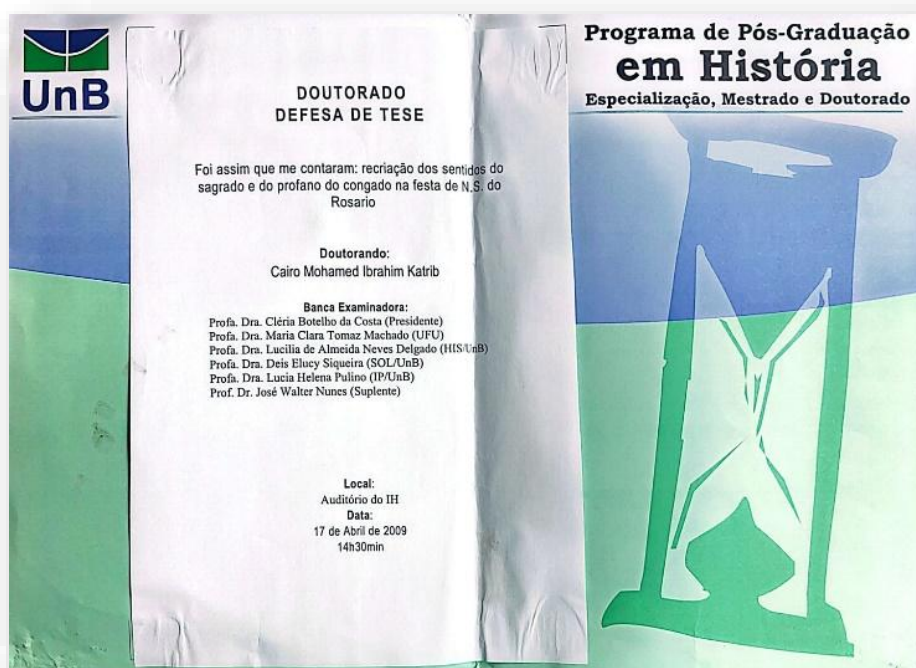 UnB
DOUTORADO
DEFESA DE TESE
Foi assim que me contaram: recriação dos sentidos do
sagrado e do profano do congado na festa de N.S. do
Rosario
Doutorando:
Cairo Mohamed Ibrahim Katrib
Banca Examinadora:
Profa. Dra. Cléria Botelho da Costa (Presidente)
Profa. Dra. Maria Clara Tomaz Machado (UFU)
Profa. Dra. Lucilia de Almeida Neves Delgado (HIS/UnB)
Profa. Dra. Deis Elucy Siqueira (SOL/UnB)
Profa. Dra. Lucia Helena Pulino (IP/UnB)
Prof. Dr. José Walter Nunes (Suplente)
Local:
Auditório do IH
Data:
17 de Abril de 2009
14h30min
Programa de Pós-Graduação
em História
Especialização, Mestrado e Doutorado